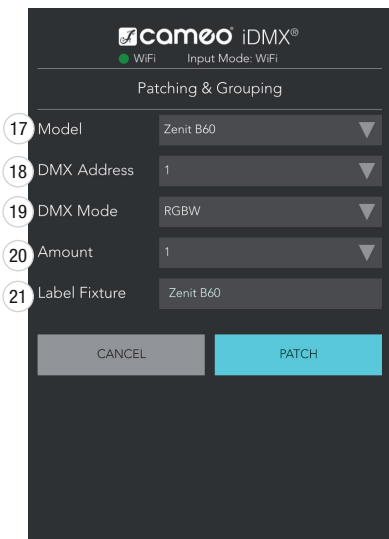 cameo iDMX®
WiFi Input Mode: WiFi
Patching & Grouping
17 Model Zenit B60
18 DMX Address 1
19 DMX Mode RGBW
20 Amount 1
21 Label Fixture Zenit B60
CANCEL PATCH